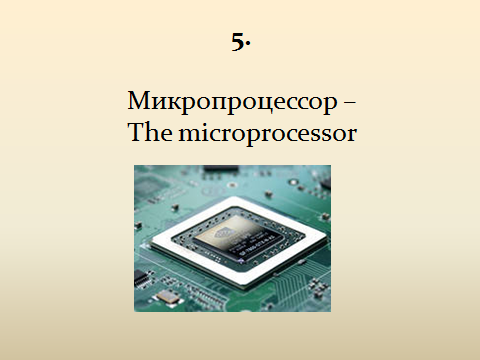 5.
Микропроцессор –
The microprocessor